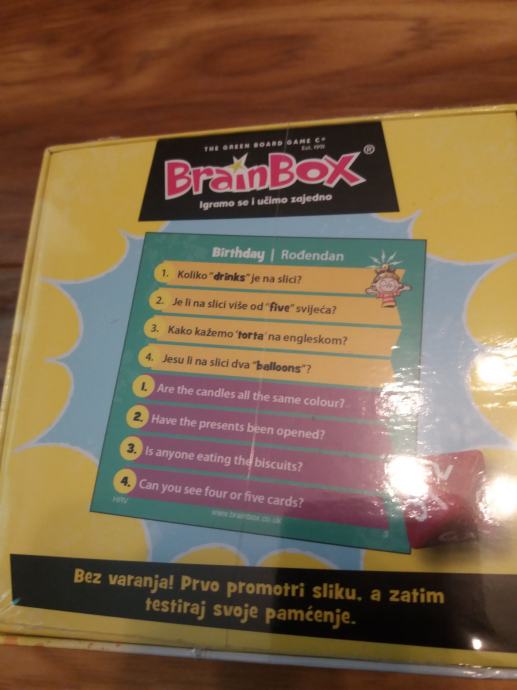 THE GREEN BOARD GAME Cº
Est. 1991
BrainBox®
Igramo se i učimo zajedno
Birthday | Rođendan
1. Koliko "drinks" je na slici?
2. Je li na slici više od "five" svijeća?
3. Kako kažemo 'torta' na engleskom?
4. Jesu li na slici dva "balloons"?
1. Are the candles all the same colour?
2. Have the presents been opened?
3. Is anyone eating the biscuits?
4. Can you see four or five cards?
HRV
www.brainbox.co.uk
3
Bez varanja! Prvo promotri sliku, a zatim
testiraj svoje pamćenje.